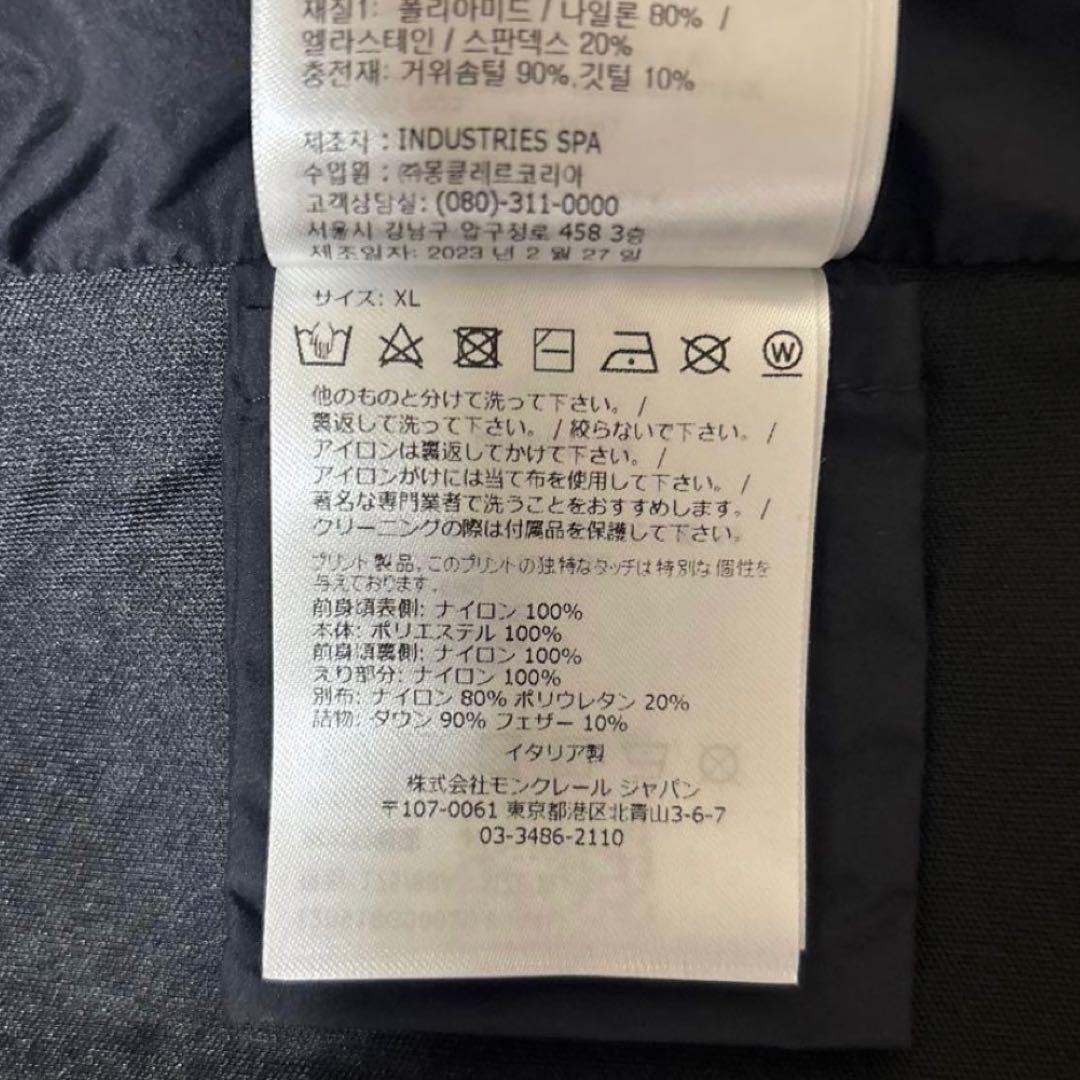 재질1: 폴리아미드 / 나일론 80% /
엘라스테인 / 스판덱스 20%
충전재: 거위솜털 90%,깃털 10%
제조자 : INDUSTRIES SPA
수입원 : ㈜몽클레르코리아
고객상담실: (080)-311-0000
서울시 강남구 압구정로 458 3층
제조일자: 2023 년 2 월 27 일
サイズ: XL
W
他のものと分けて洗って下さい。 /
裏返して洗って下さい。 / 絞らないで下さい。 /
アイロンは裏返してかけて下さい。 /
アイロンがけには当て布を使用して下さい。 /
著名な専門業者で洗うことをおすすめします。 /
クリーニングの際は付属品を保護して下さい。
プリント製品, このプリントの独特なタッチは特別な個性を
与えております.
前身頃表側: ナイロン 100%
本体: ポリエステル 100%
前身頃裏側: ナイロン 100%
えり部分: ナイロン 100%
別布: ナイロン 80% ポリウレタン 20%
詰物: ダウン 90% フェザー 10%
イタリア製
株式会社モンクレール ジャパン
〒107-0061 東京都港区北青山3-6-7
03-3486-2110